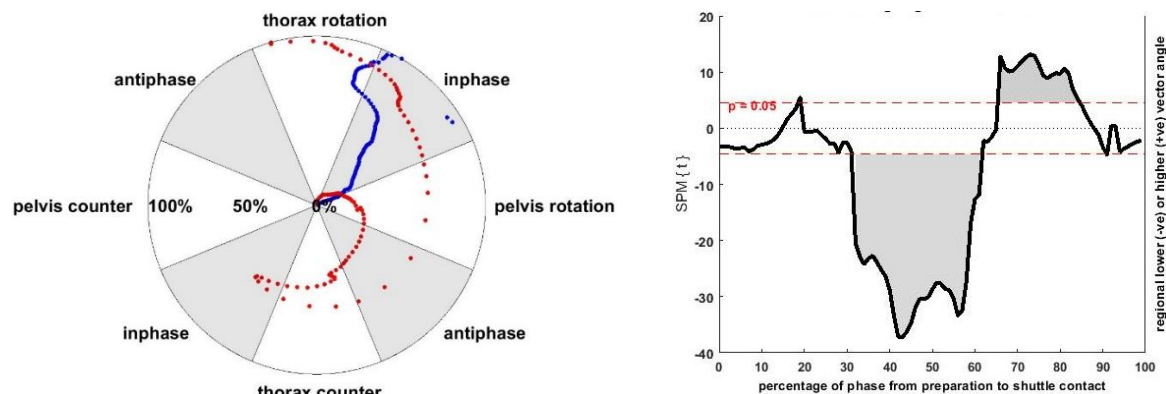 thorax rotation
antiphase
inphase
pelvis counter
100%
50%
0%
pelvis rotation
inphase
antiphase
thorax counter
20
10
0
-10
-20
-30
-40
p = 0.05
SPM { t }
0 10 20 30 40 50 60 70 80 90 100
percentage of phase from preparation to shuttle contact
regional lower (-ve) or higher (+ve) vector angle